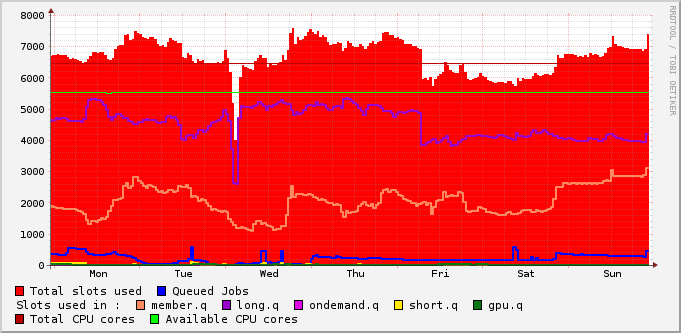 8000
7000
6000
5000
4000
3000
2000
1000
0
Mon Tue Wed Thu Fri Sat Sun
Total slots used Queued Jobs
Slots used in : member.q long.q ondemand.q short.q gpu.q
Total CPU cores Available CPU cores
RRDTOOL / TOBI OETIKER